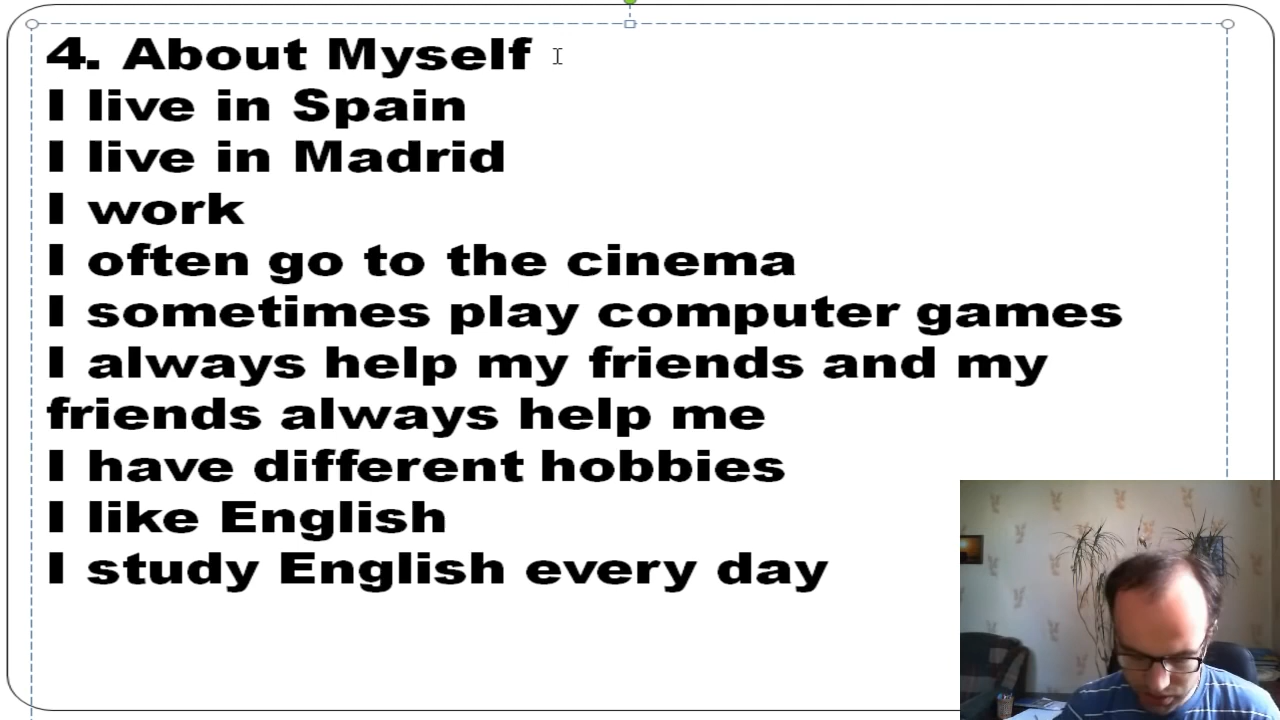 4. About Myself
I live in Spain
I live in Madrid
I work
I often go to the cinema
I sometimes play computer games
I always help my friends and my
friends always help me
I have different hobbies
I like English
I study English every day